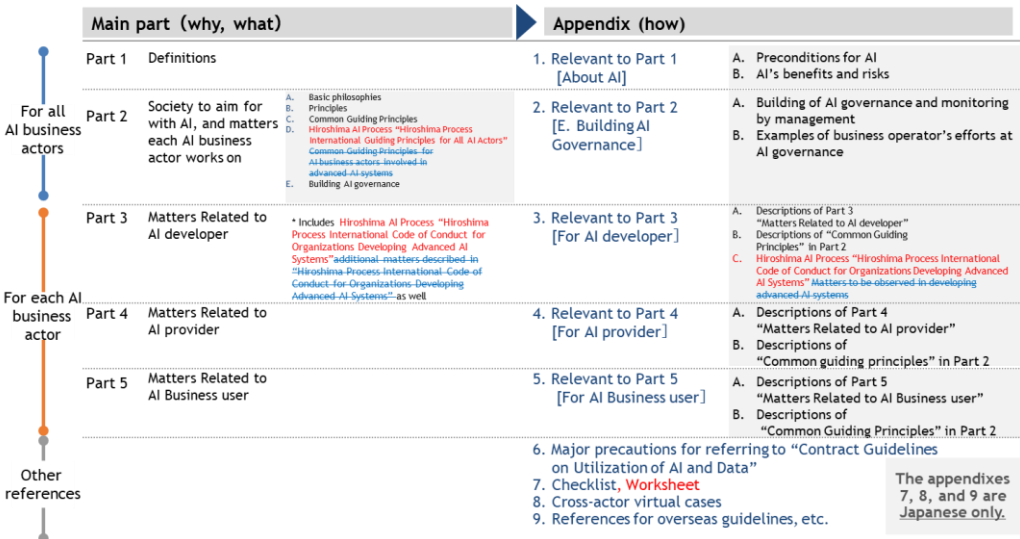 Main part (why, what)
Appendix (how)
For all
AI business
actors
Part 1
Definitions
1. Relevant to Part 1
[About AI]
A. Preconditions for AI
B. AI's benefits and risks
Part 2
Society to aim for
with AI, and matters
each AI business
actor works on
A. Basic philosophies
B. Principles
C. Common Guiding Principles
D. Hiroshima AI Process "Hiroshima Process
International Guiding Principles for All AI Actors"
Common Guiding Principles for
AI business actors involved in
advanced AI systems
E. Building AI governance
2. Relevant to Part 2
[E. Building AI
Governance]
A. Building of AI governance and monitoring
by management
B. Examples of business operator's efforts at
AI governance
For each AI
business
actor
Part 3
Matters Related to
AI developer
* Includes Hiroshima AI Process "Hiroshima
Process International Code of Conduct for
Organizations Developing Advanced AI
Systems"additional matters described in
"Hiroshima Process International Code of
Conduct for Organizations Developing
Advanced AI Systems" as well
3. Relevant to Part 3
[For AI developer]
A. Descriptions of Part 3
"Matters Related to AI developer"
B. Descriptions of "Common Guiding
Principles" in Part 2
C. Hiroshima AI Process "Hiroshima Process International
Code of Conduct for Organizations Developing Advanced
AI Systems" Matters to be observed in developing
advanced AI systems
Part 4
Matters Related to
AI provider
4. Relevant to Part 4
[For AI provider]
A. Descriptions of Part 4
"Matters Related to AI provider"
B. Descriptions of
"Common guiding principles" in Part 2
Part 5
Matters Related to
AI Business user
5. Relevant to Part 5
[For AI Business user]
A. Descriptions of Part 5
"Matters Related to AI Business user"
B. Descriptions of
"Common Guiding Principles" in Part 2
Other
references
6. Major precautions for referring to "Contract Guidelines
on Utilization of AI and Data"
7. Checklist, Worksheet
8. Cross-actor virtual cases
9. References for overseas guidelines, etc.
The appendixes
7, 8, and 9 are
Japanese only.